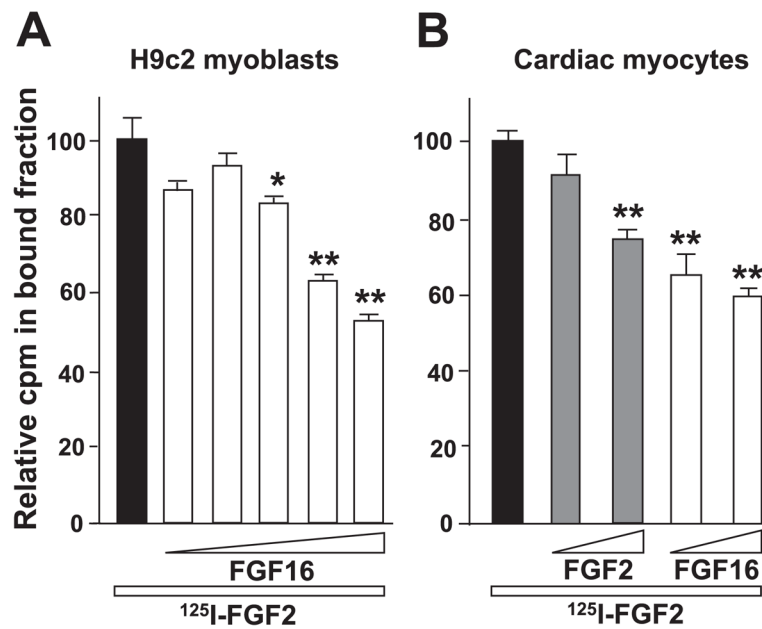 A
H9c2 myoblasts
Relative cpm in bound fraction
100
80
60
40
20
0
*
**
**
FGF16
¹²⁵I-FGF2
B
Cardiac myocytes
100
80
60
40
20
0
**
**
**
FGF2 FGF16
¹²⁵I-FGF2